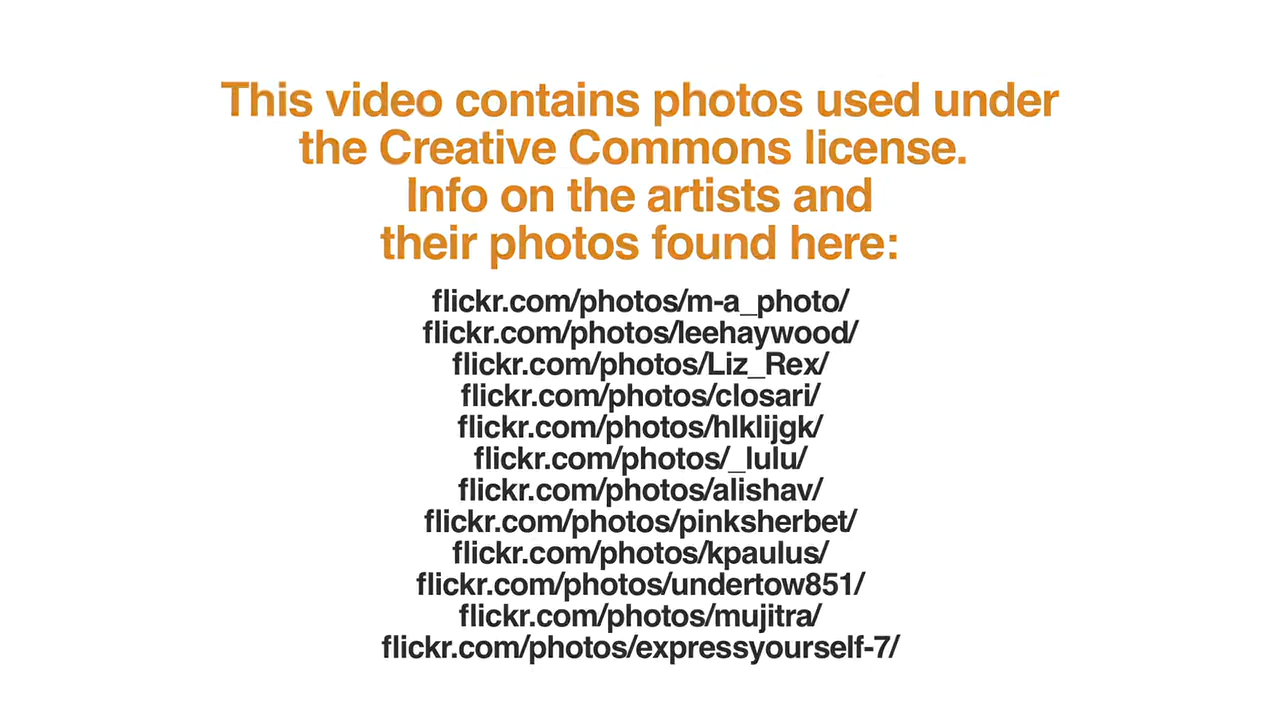 This video contains photos used under
the Creative Commons license.
Info on the artists and
their photos found here:
flickr.com/photos/m-a_photo/
flickr.com/photos/leehaywood/
flickr.com/photos/Liz_Rex/
flickr.com/photos/closari/
flickr.com/photos/hlklijgk/
flickr.com/photos/_lulu/
flickr.com/photos/alishav/
flickr.com/photos/pinksherbet/
flickr.com/photos/kpaulus/
flickr.com/photos/undertow851/
flickr.com/photos/mujitra/
flickr.com/photos/expressyourself-7/